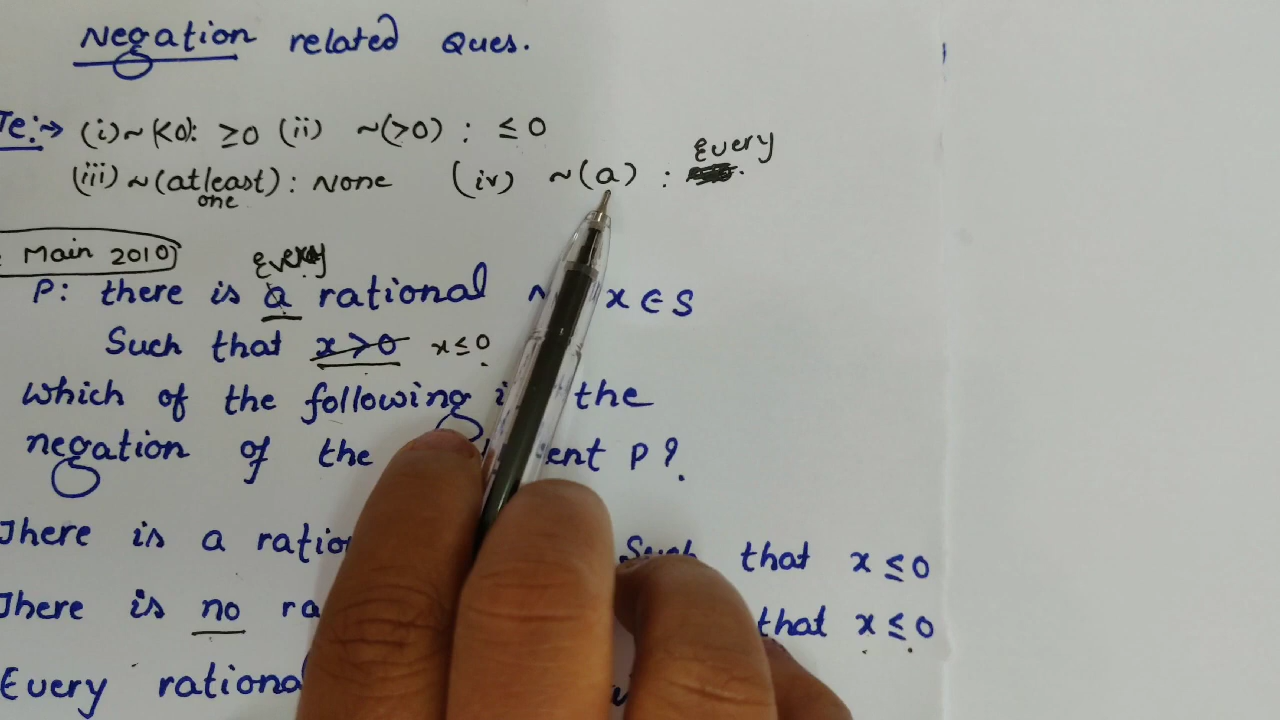 Negation related Ques.
Te:→ (i) ~ (<0): ≥0 (ii) ~(>0) : ≤ 0
Every
(iii) ~ (atleast) : None (iv) ~(a) :
one
Main 2010
every
P: there is a rational x ∈ S
Such that x>0 x≤0
which of the following the
negation of the ent P?
There is a ratio Such that x ≤ 0
There is no ra that x ≤ 0
Every rationa